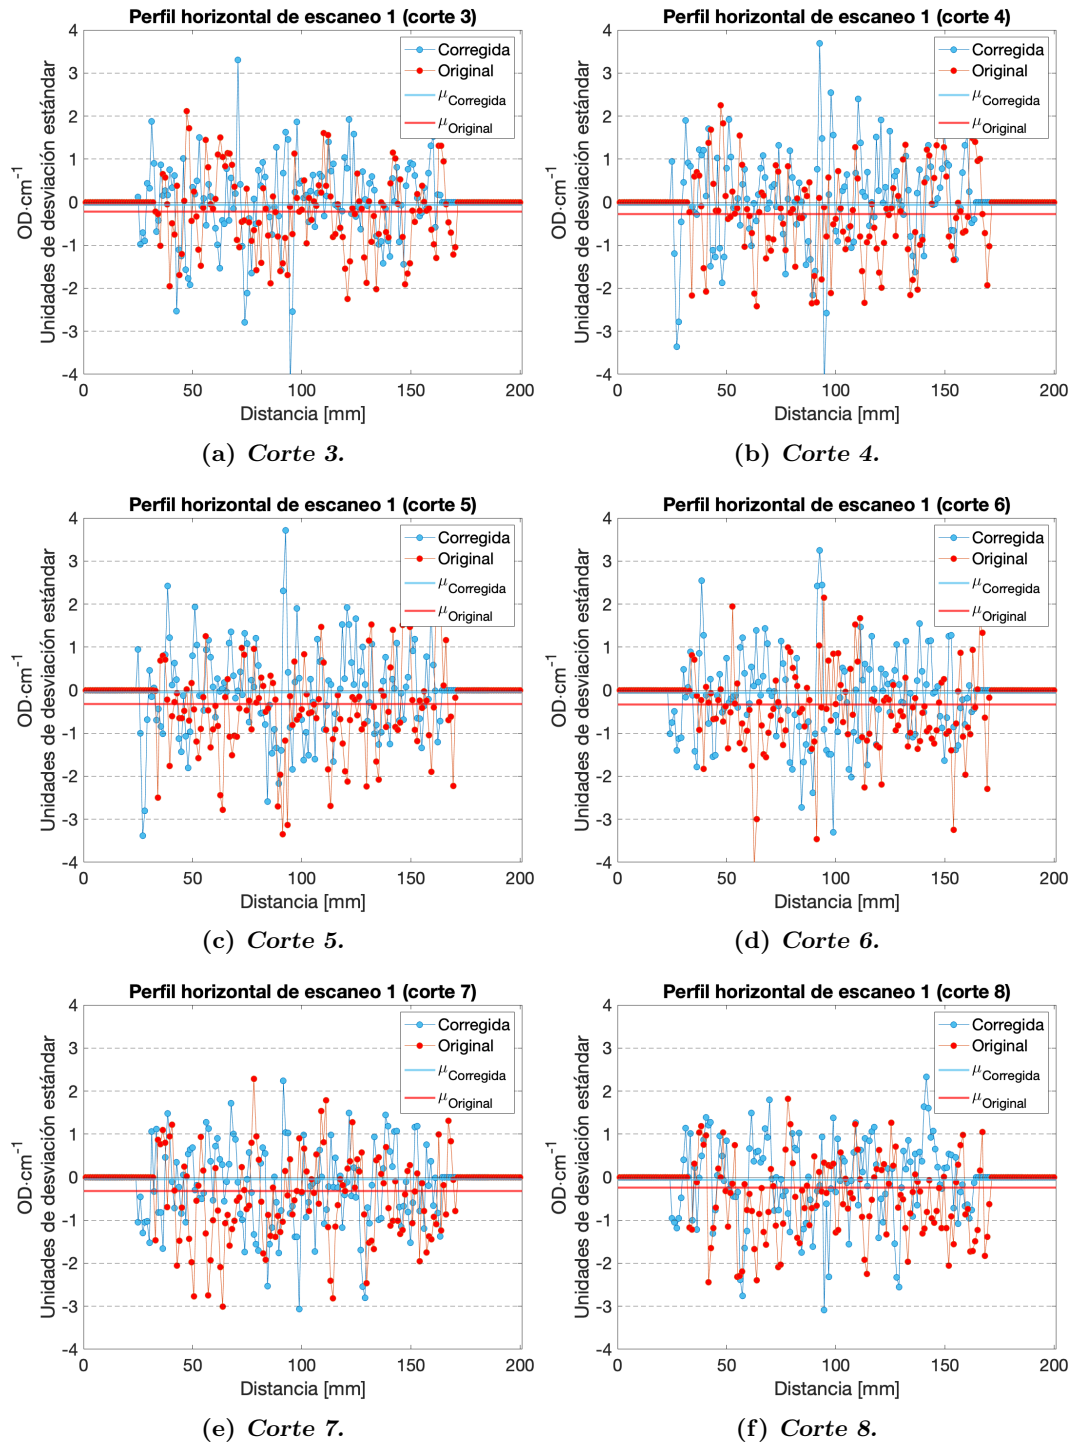 Perfil horizontal de escaneo 1 (corte 3)
OD·cm⁻¹
Unidades de desviación estándar
4
3
2
1
0
-1
-2
-3
-4
0 50 100 150 200
Distancia [mm]
Corregida
Original
μCorregida
μOriginal
(a) Corte 3.
Perfil horizontal de escaneo 1 (corte 4)
OD·cm⁻¹
Unidades de desviación estándar
4
3
2
1
0
-1
-2
-3
-4
0 50 100 150 200
Distancia [mm]
Corregida
Original
μCorregida
μOriginal
(b) Corte 4.
Perfil horizontal de escaneo 1 (corte 5)
OD·cm⁻¹
Unidades de desviación estándar
4
3
2
1
0
-1
-2
-3
-4
0 50 100 150 200
Distancia [mm]
Corregida
Original
μCorregida
μOriginal
(c) Corte 5.
Perfil horizontal de escaneo 1 (corte 6)
OD·cm⁻¹
Unidades de desviación estándar
4
3
2
1
0
-1
-2
-3
-4
0 50 100 150 200
Distancia [mm]
Corregida
Original
μCorregida
μOriginal
(d) Corte 6.
Perfil horizontal de escaneo 1 (corte 7)
OD·cm⁻¹
Unidades de desviación estándar
4
3
2
1
0
-1
-2
-3
-4
0 50 100 150 200
Distancia [mm]
Corregida
Original
μCorregida
μOriginal
(e) Corte 7.
Perfil horizontal de escaneo 1 (corte 8)
OD·cm⁻¹
Unidades de desviación estándar
4
3
2
1
0
-1
-2
-3
-4
0 50 100 150 200
Distancia [mm]
Corregida
Original
μCorregida
μOriginal
(f) Corte 8.